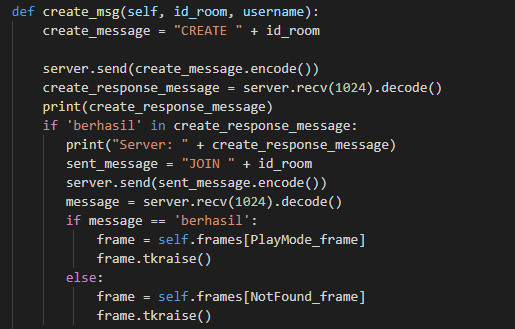 def create_msg(self, id_room, username):
    create_message = "CREATE " + id_room

    server.send(create_message.encode())
    create_response_message = server.recv(1024).decode()
    print(create_response_message)
    if 'berhasil' in create_response_message:
        print("Server: " + create_response_message)
        sent_message = "JOIN " + id_room
        server.send(sent_message.encode())
        message = server.recv(1024).decode()
        if message == 'berhasil':
            frame = self.frames[PlayMode_frame]
            frame.tkraise()
        else:
            frame = self.frames[NotFound_frame]
            frame.tkraise()